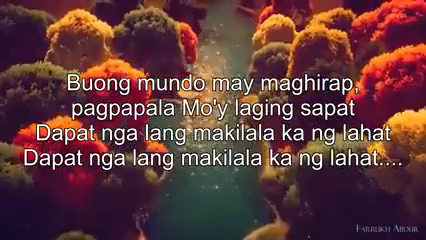 Buong mundo may maghirap,
pagpapala Mo'y laging sapat
Dapat nga lang makilala ka ng lahat
Dapat nga lang makilala ka ng lahat....
Farrukh Abdur